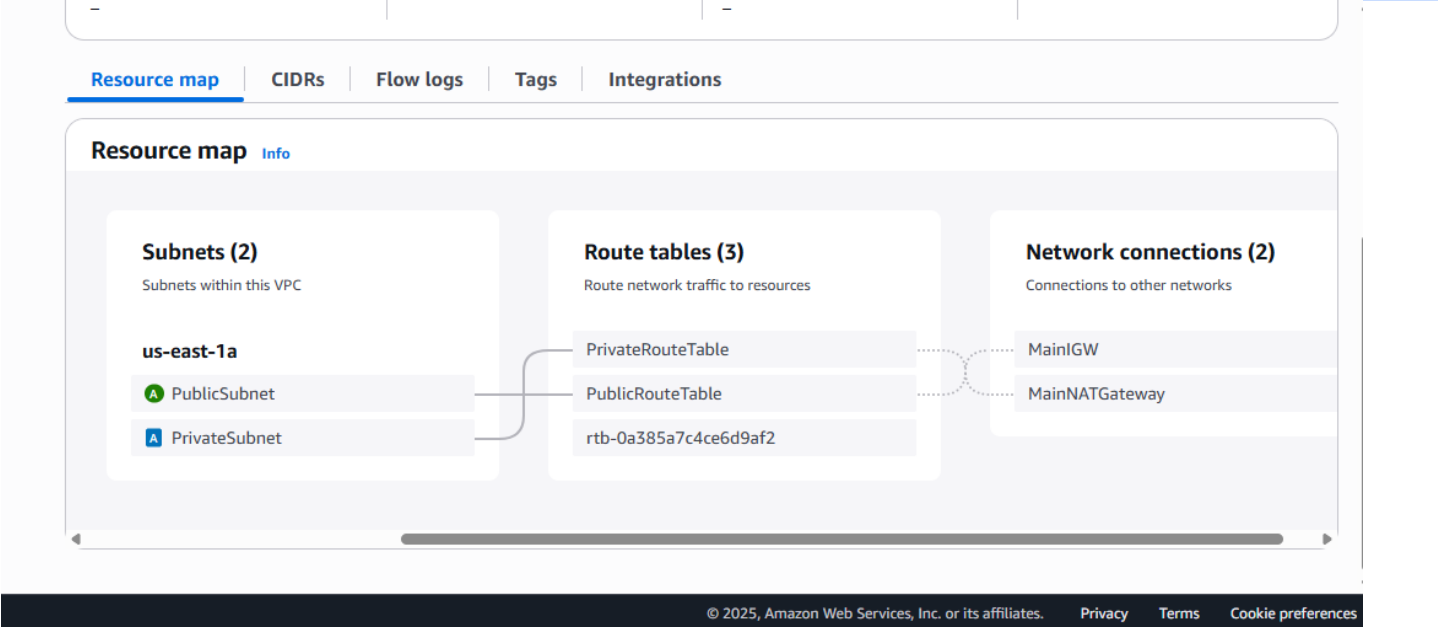 – –
Resource map CIDRs Flow logs Tags Integrations
Resource map Info
Subnets (2)
Subnets within this VPC
us-east-1a
A PublicSubnet
A PrivateSubnet
Route tables (3)
Route network traffic to resources
PrivateRouteTable
PublicRouteTable
rtb-0a385a7c4ce6d9af2
Network connections (2)
Connections to other networks
MainIGW
MainNATGateway
© 2025, Amazon Web Services, Inc. or its affiliates. Privacy Terms Cookie preferences